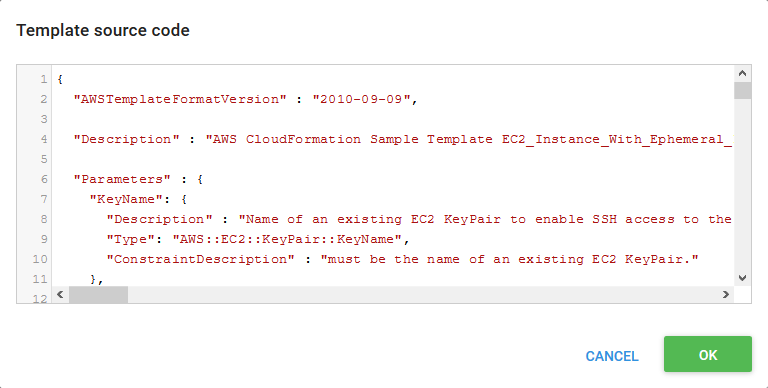 Template source code
1 {
2 "AWSTemplateFormatVersion" : "2010-09-09",
3
4 "Description" : "AWS CloudFormation Sample Template EC2_Instance_With_Ephemeral_
5
6 "Parameters" : {
7 "KeyName": {
8 "Description" : "Name of an existing EC2 KeyPair to enable SSH access to the
9 "Type": "AWS::EC2::KeyPair::KeyName",
10 "ConstraintDescription" : "must be the name of an existing EC2 KeyPair."
11 },
12
CANCEL OK